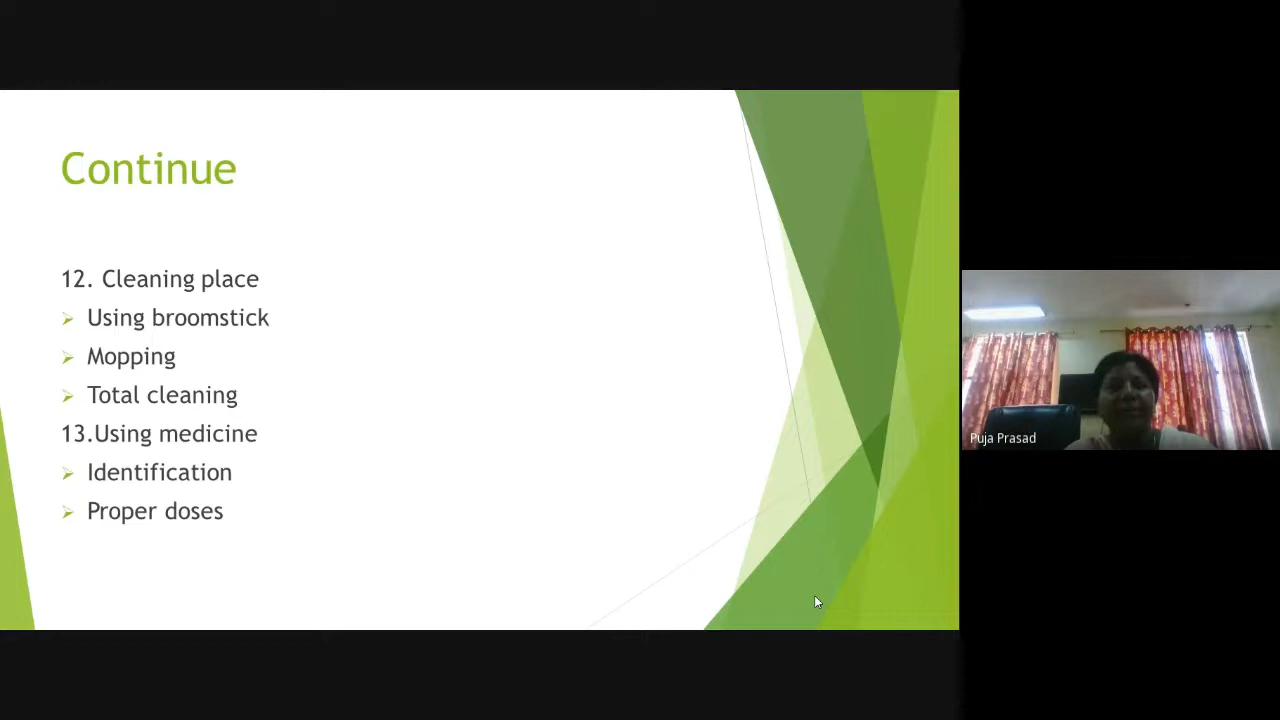 Continue
12. Cleaning place
Using broomstick
Mopping
Total cleaning
13.Using medicine
Identification
Proper doses
Puja Prasad